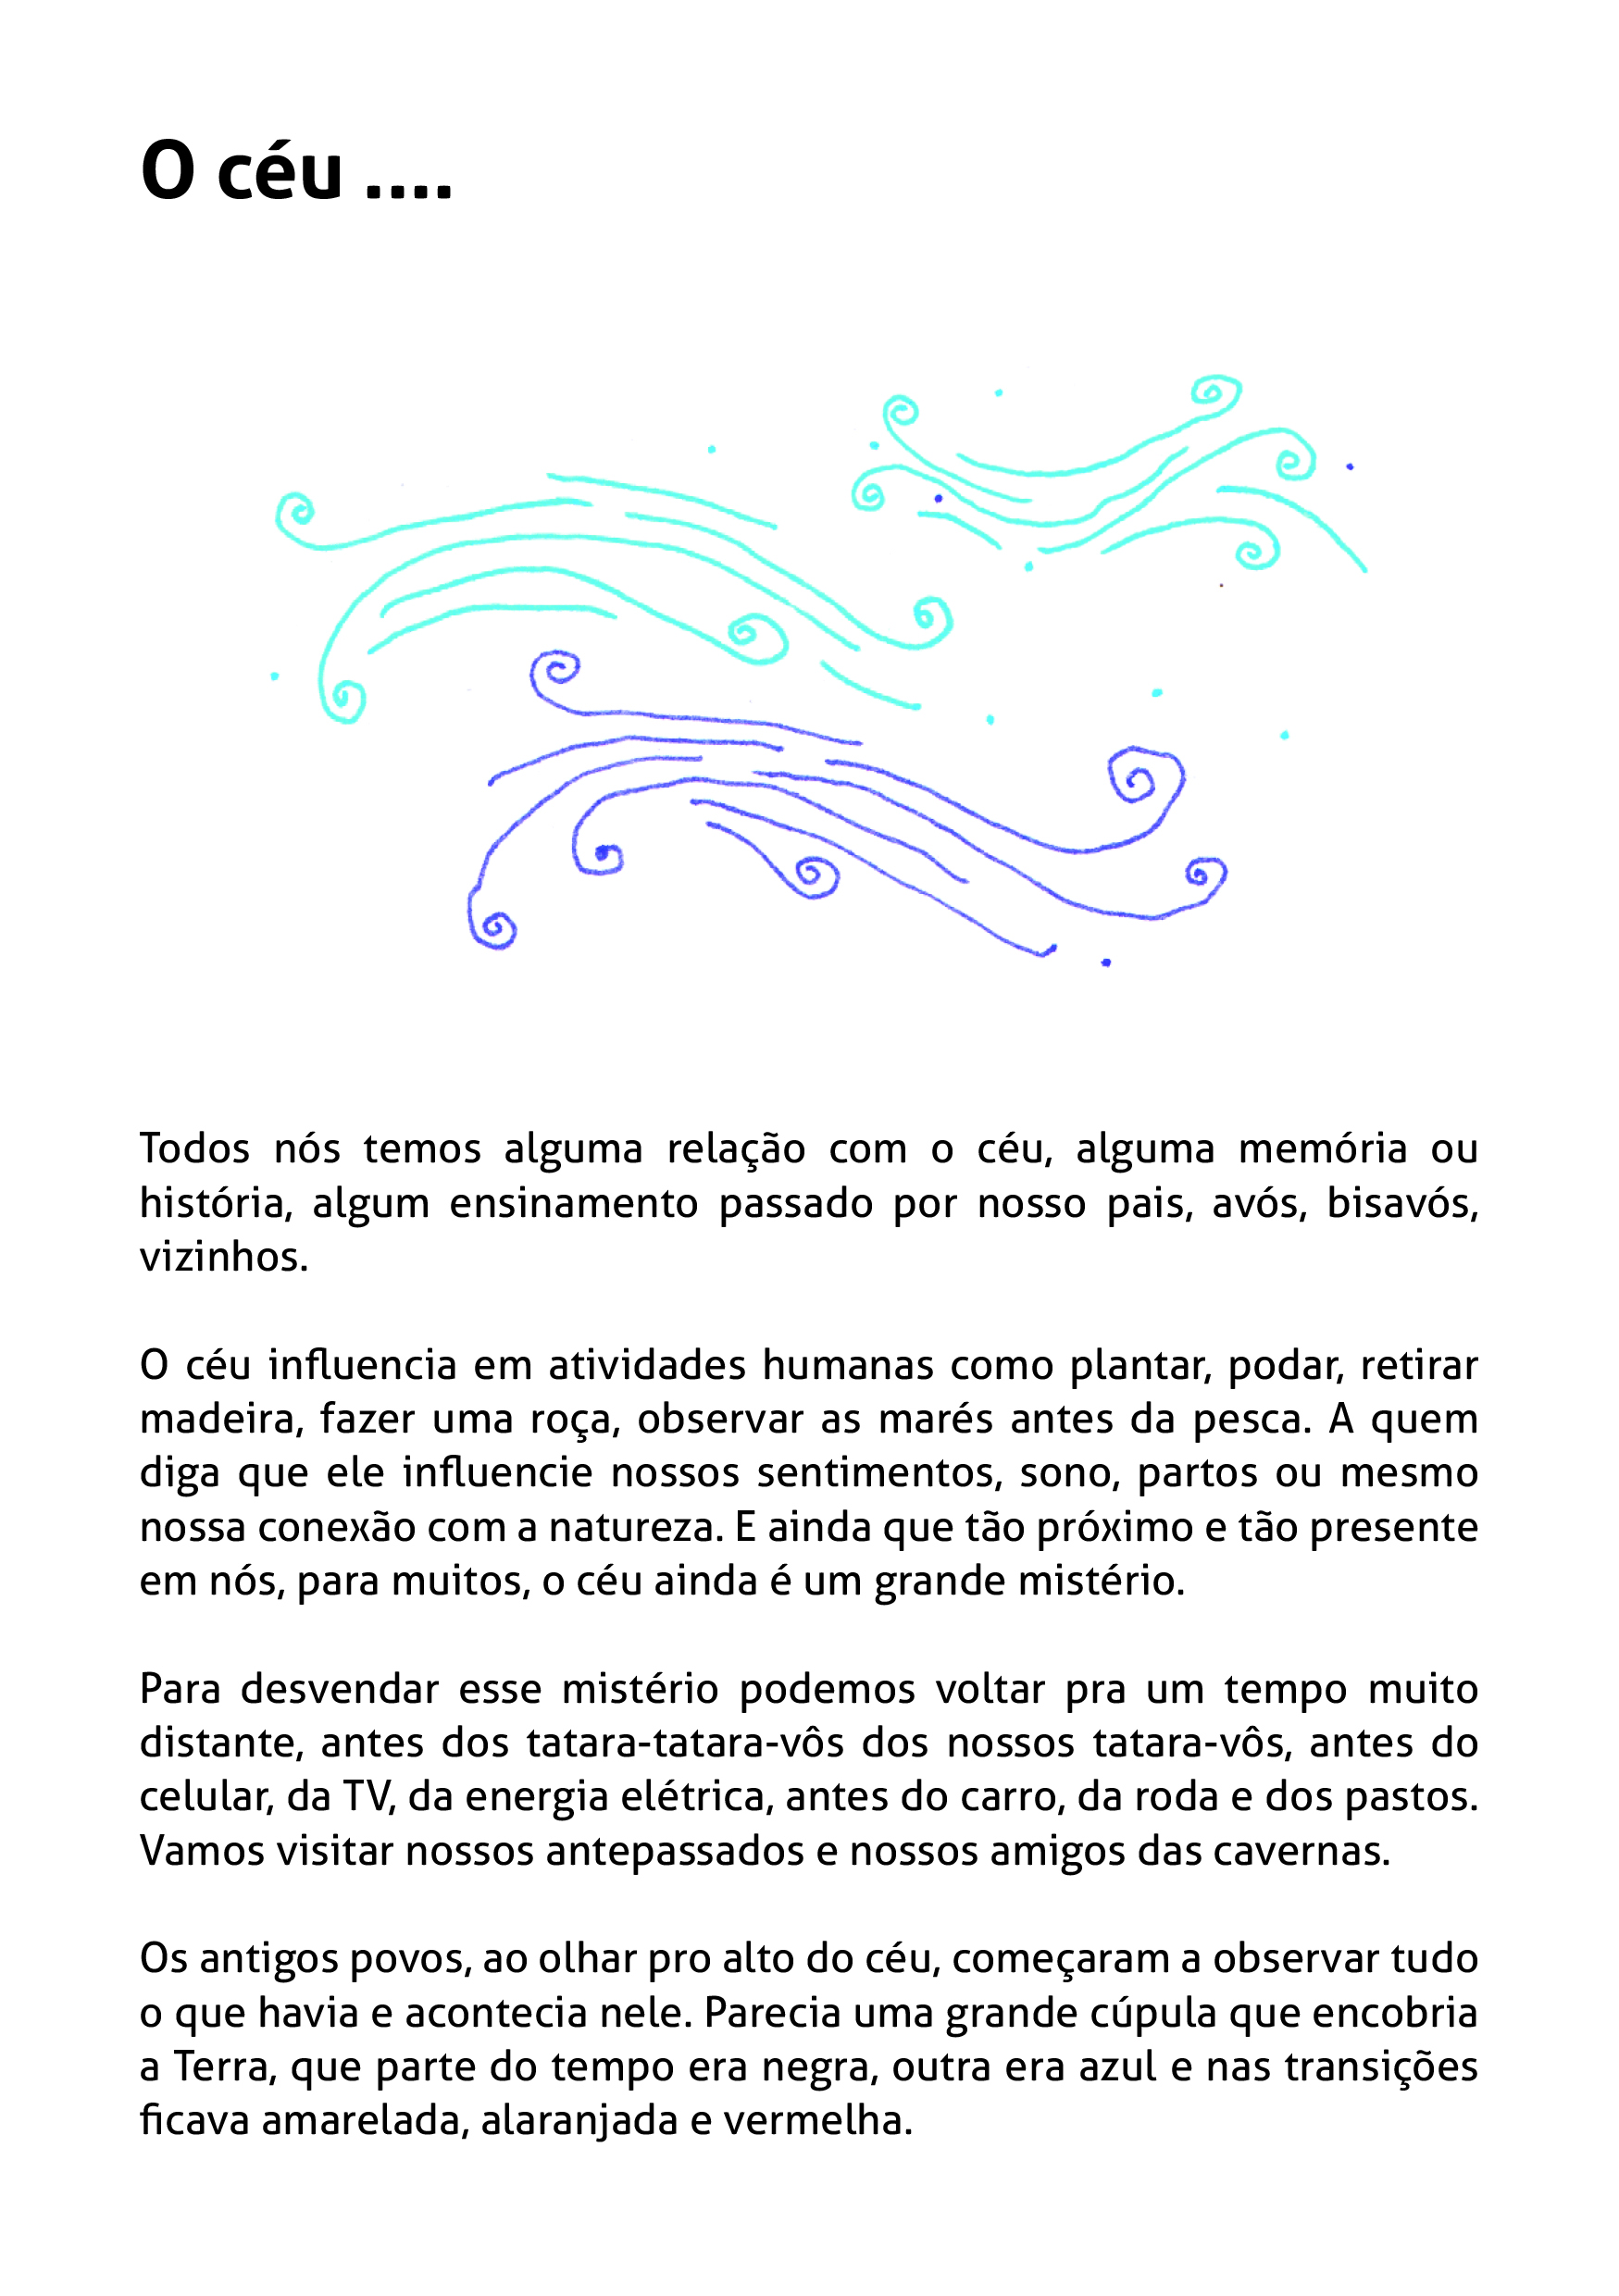 O céu ....
Todos nós temos alguma relação com o céu, alguma memória ou
história, algum ensinamento passado por nosso pais, avós, bisavós,
vizinhos.
O céu influencia em atividades humanas como plantar, podar, retirar
madeira, fazer uma roça, observar as marés antes da pesca. A quem
diga que ele influencie nossos sentimentos, sono, partos ou mesmo
nossa conexão com a natureza. E ainda que tão próximo e tão presente
em nós, para muitos, o céu ainda é um grande mistério.
Para desvendar esse mistério podemos voltar pra um tempo muito
distante, antes dos tatara-tatara-vôs dos nossos tatara-vôs, antes do
celular, da TV, da energia elétrica, antes do carro, da roda e dos pastos.
Vamos visitar nossos antepassados e nossos amigos das cavernas.
Os antigos povos, ao olhar pro alto do céu, começaram a observar tudo
o que havia e acontecia nele. Parecia uma grande cúpula que encobria
a Terra, que parte do tempo era negra, outra era azul e nas transições
ficava amarelada, alaranjada e vermelha.